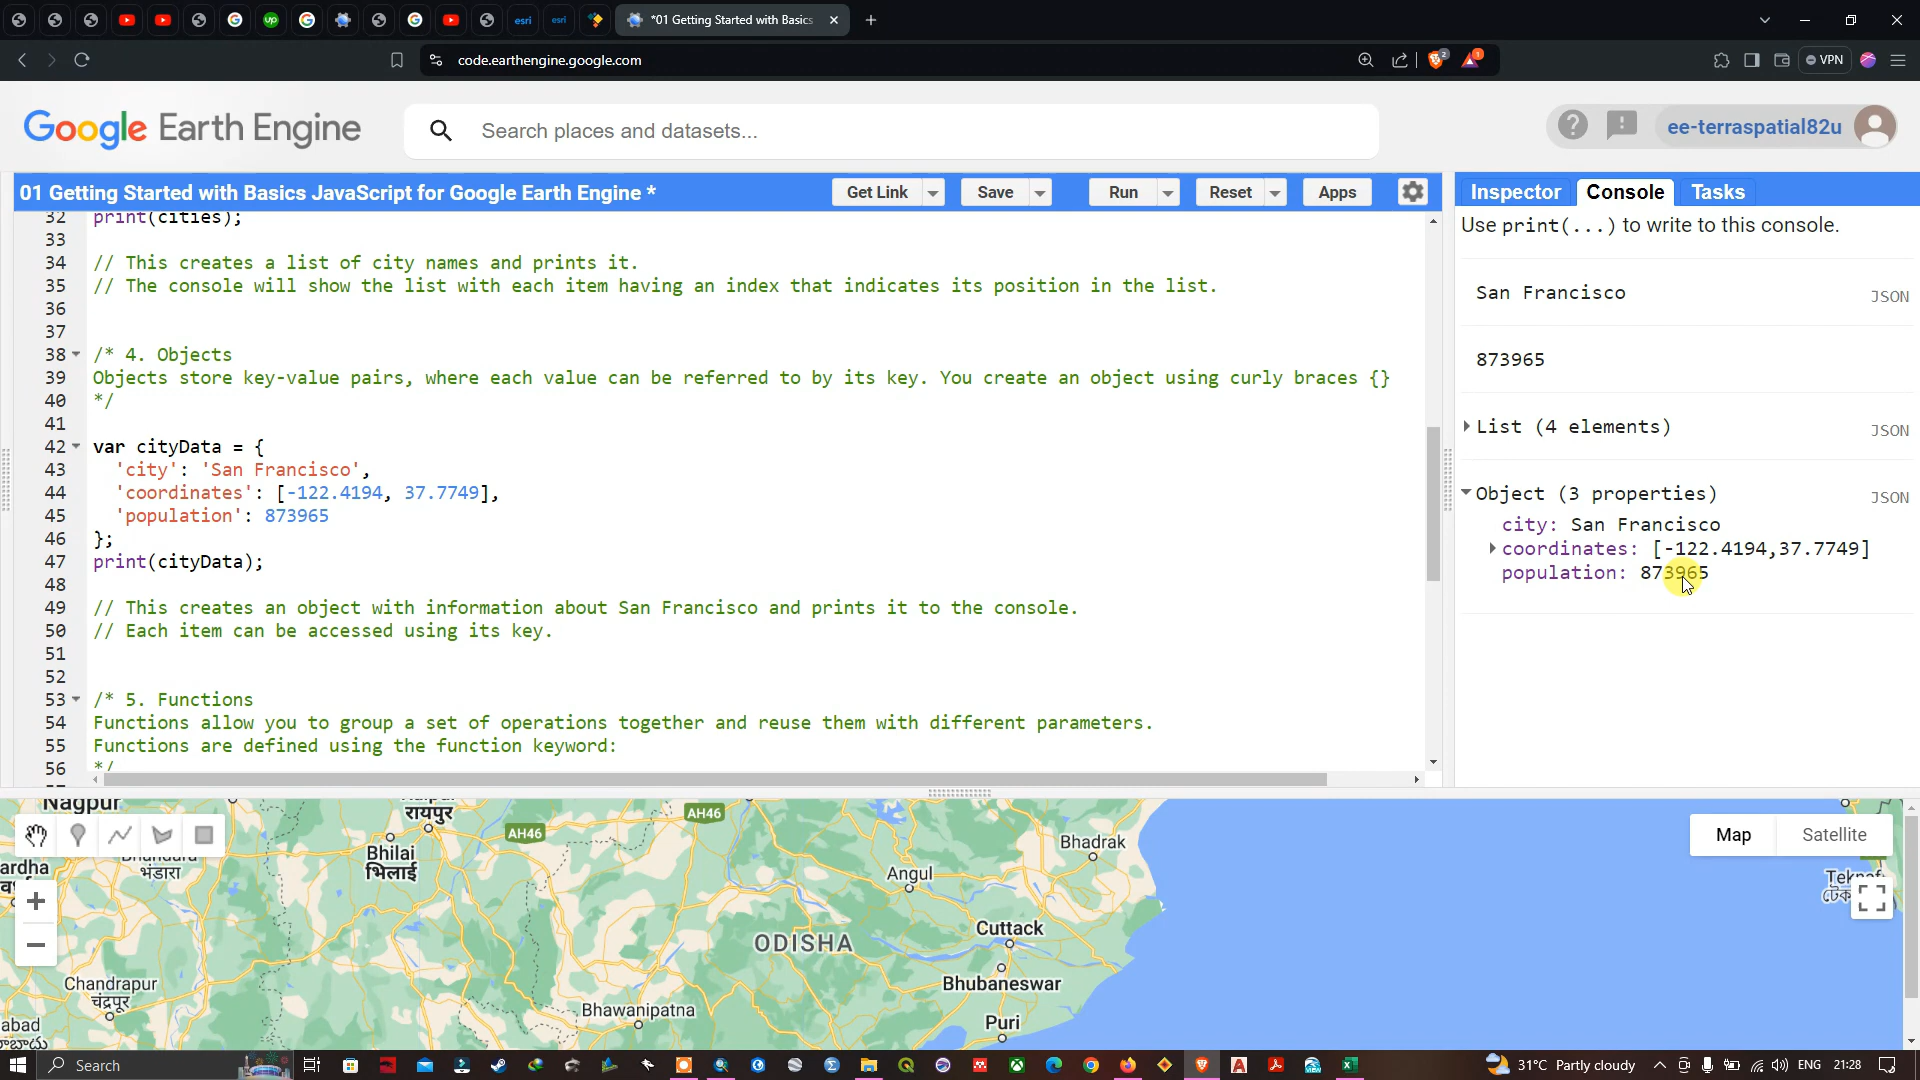 *01 Getting Started with Basics
code.earthengine.google.com
2
1
VPN
Google Earth Engine
Search places and datasets...
ee-terraspatial82u
01 Getting Started with Basics JavaScript for Google Earth Engine *
Get Link
Save
Run
Reset
Apps
Inspector
Console
Tasks
32 print(cities);
33
34 // This creates a list of city names and prints it.
35 // The console will show the list with each item having an index that indicates its position in the list.
36
37
38 /* 4. Objects
39 Objects store key-value pairs, where each value can be referred to by its key. You create an object using curly braces {}
40 */
41
42 var cityData = {
43 'city': 'San Francisco',
44 'coordinates': [-122.4194, 37.7749],
45 'population': 873965
46 };
47 print(cityData);
48
49 // This creates an object with information about San Francisco and prints it to the console.
50 // Each item can be accessed using its key.
51
52
53 /* 5. Functions
54 Functions allow you to group a set of operations together and reuse them with different parameters.
55 Functions are defined using the function keyword:
56 */
Use print(...) to write to this console.
San Francisco JSON
873965
List (4 elements) JSON
Object (3 properties) JSON
city: San Francisco
coordinates: [-122.4194,37.7749]
population: 873965
Nagpur
रायपुर
AH46
AH46
Bhilai
भिलाई
भंडारा
Bhadrak
Angul
Cuttack
ODISHA
Bhubaneswar
Chandrapur
चंद्रपूर
Bhawanipatna
Puri
Map
Satellite
Search
31°C Partly cloudy
ENG
21:28